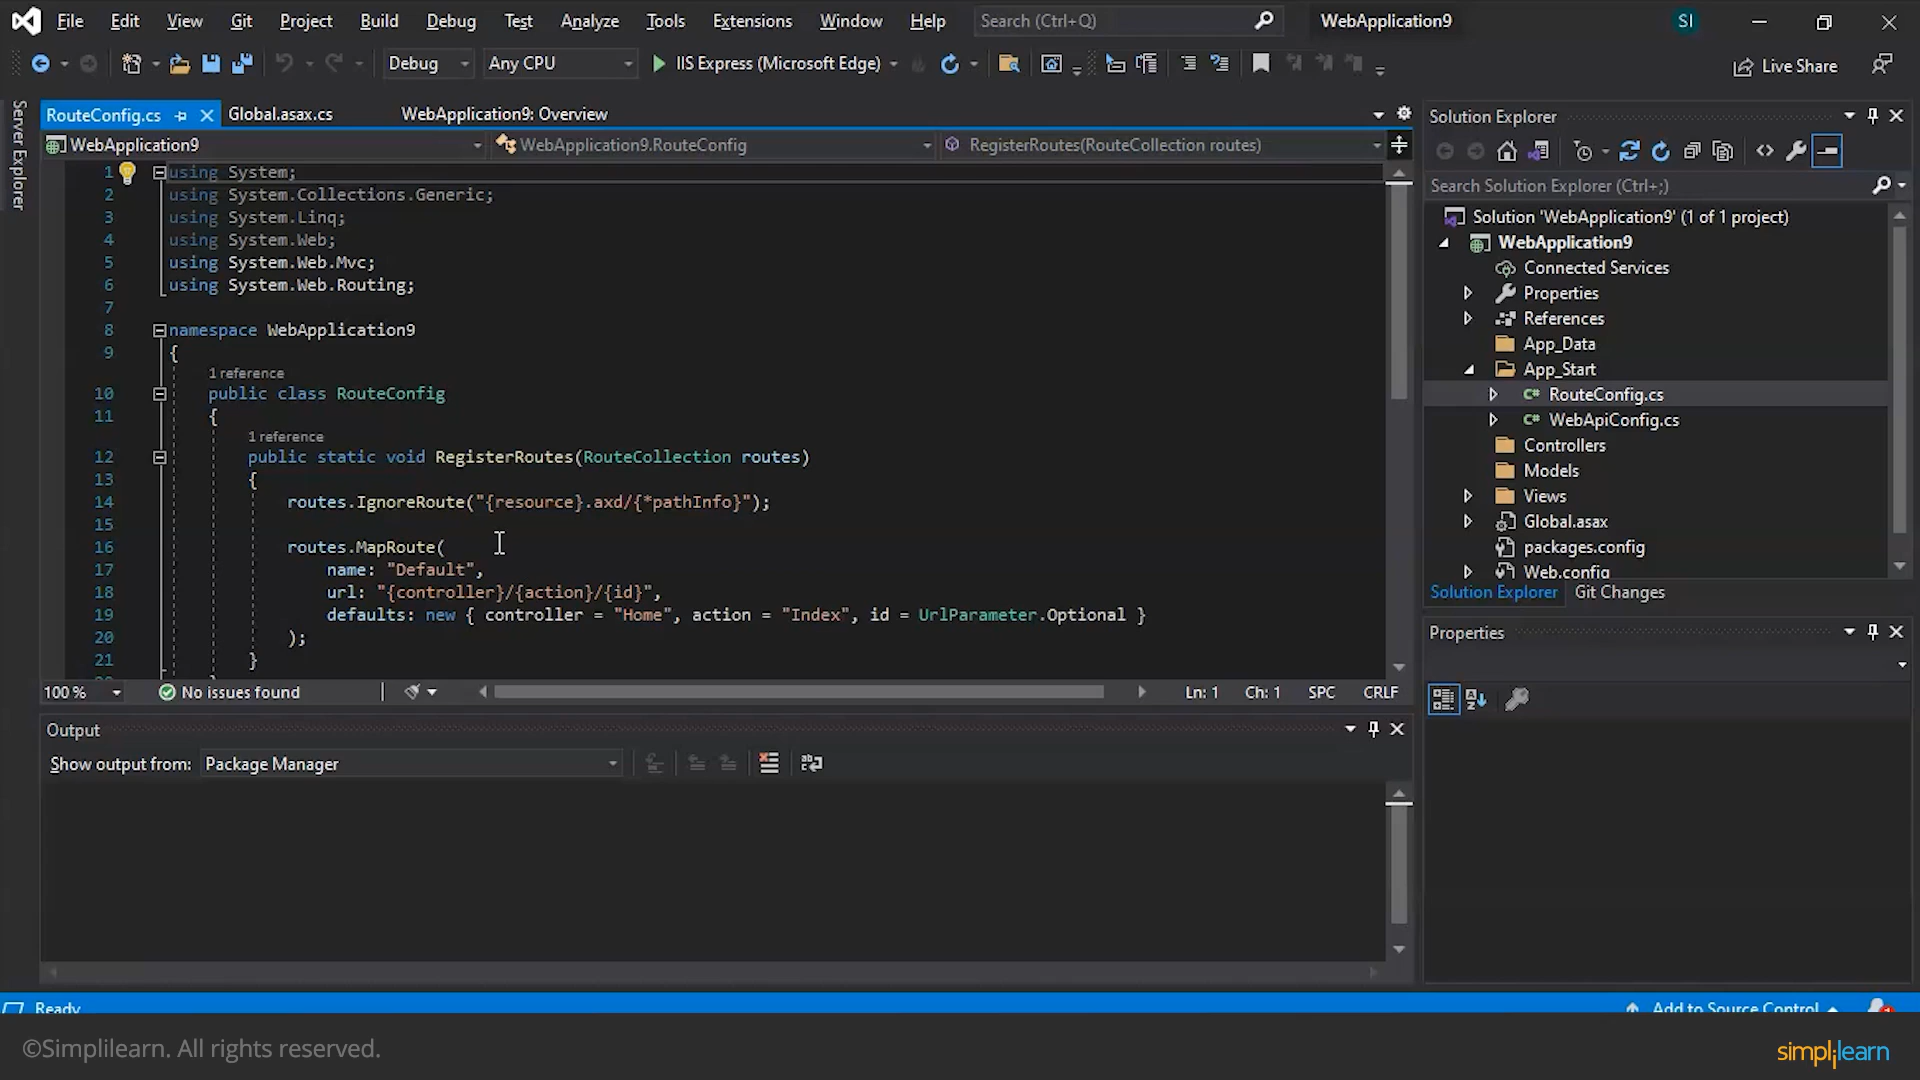 File Edit View Git Project Build Debug Test Analyze Tools Extensions Window Help Search (Ctrl+Q) WebApplication9 SI
Debug Any CPU IIS Express (Microsoft Edge) Live Share
Server Explorer
RouteConfig.cs Global.asax.cs WebApplication9: Overview
WebApplication9 WebApplication9.RouteConfig RegisterRoutes(RouteCollection routes)
1 using System;
2 using System.Collections.Generic;
3 using System.Linq;
4 using System.Web;
5 using System.Web.Mvc;
6 using System.Web.Routing;
7
8 namespace WebApplication9
9 {
1 reference
10 public class RouteConfig
11 {
1 reference
12 public static void RegisterRoutes(RouteCollection routes)
13 {
14 routes.IgnoreRoute("{resource}.axd/{*pathInfo}");
15
16 routes.MapRoute(
17 name: "Default",
18 url: "{controller}/{action}/{id}",
19 defaults: new { controller = "Home", action = "Index", id = UrlParameter.Optional }
20 );
21 }
100 % No issues found Ln: 1 Ch: 1 SPC CRLF
Output
Show output from: Package Manager
Solution Explorer
Search Solution Explorer (Ctrl+;)
Solution 'WebApplication9' (1 of 1 project)
WebApplication9
Connected Services
Properties
References
App_Data
App_Start
C# RouteConfig.cs
C# WebApiConfig.cs
Controllers
Models
Views
Global.asax
packages.config
Web.config
Solution Explorer Git Changes
Properties
Ready Add to Source Control
©Simplilearn. All rights reserved.
simplilearn